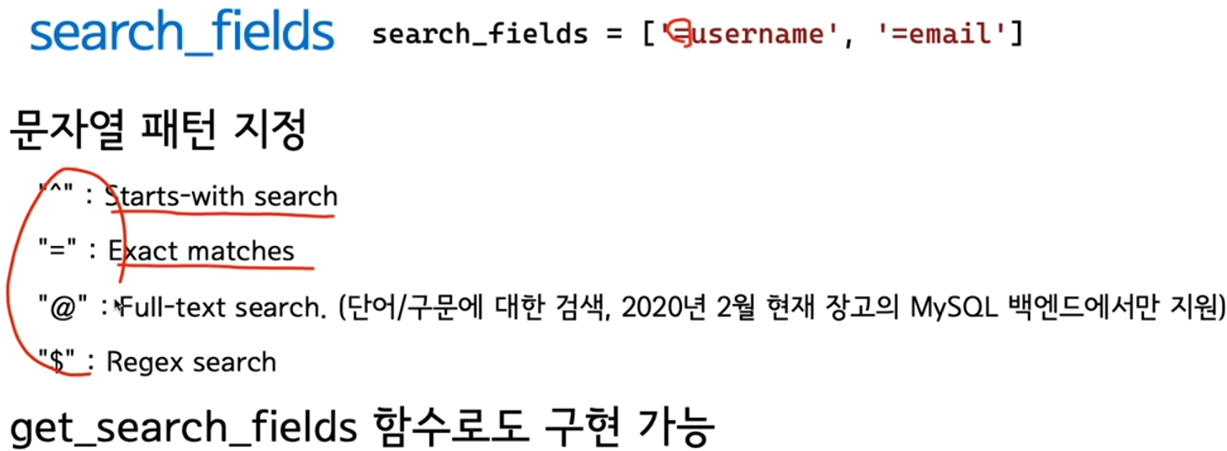 search_fields search_fields = ['=username', '=email']
문자열 패턴 지정
"^" : Starts-with search
"=" : Exact matches
"@" : Full-text search. (단어/구문에 대한 검색, 2020년 2월 현재 장고의 MySQL 백엔드에서만 지원)
"$" : Regex search
get_search_fields 함수로도 구현 가능